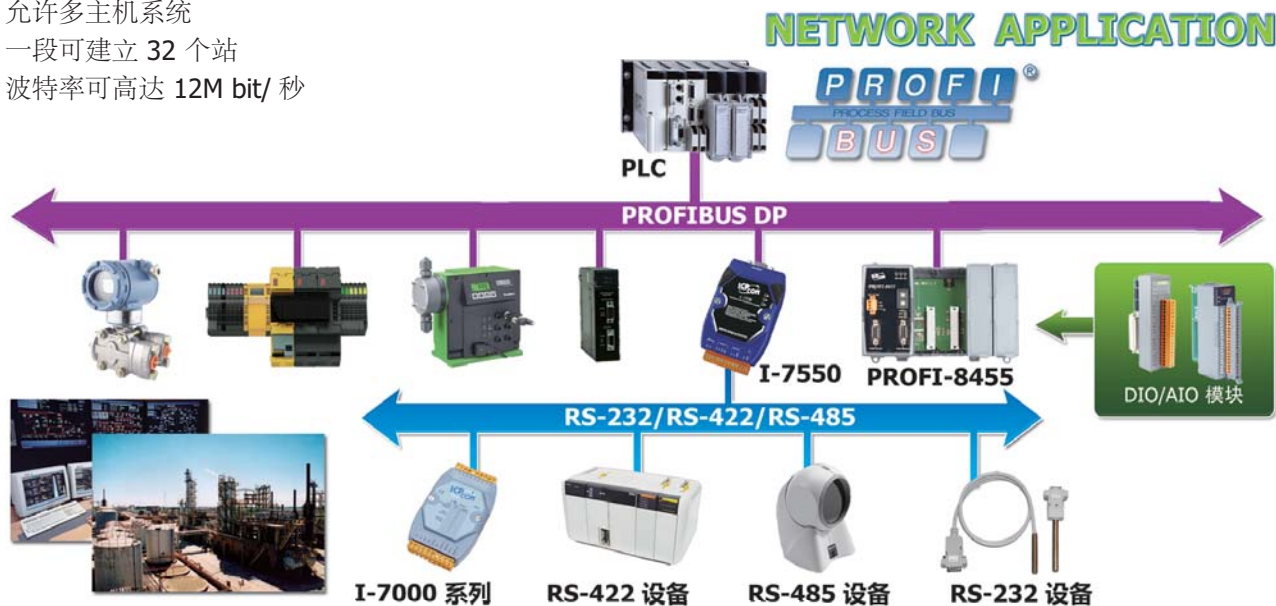 允许多主机系统
一段可建立 32 个站
波特率可高达 12M bit/ 秒
NETWORK APPLICATION
PROFI®
PROCESS FIELD BUS
BUS
PLC
PROFIBUS DP
I-7550
PROFI-8455
DIO/AIO 模块
RS-232/RS-422/RS-485
I-7000 系列
RS-422 设备
RS-485 设备
RS-232 设备